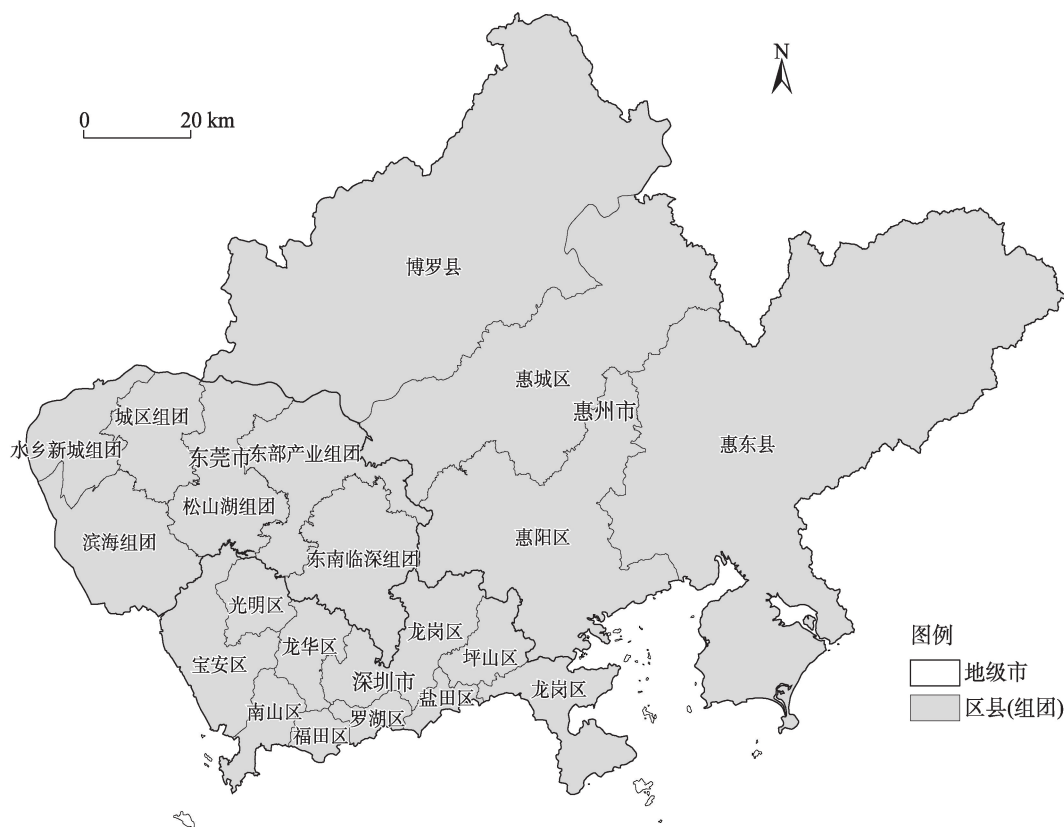 N
0 20 km
博罗县
惠城区
惠州市
城区组团
水乡新城组团
东莞市
东部产业组团
惠东县
松山湖组团
滨海组团
惠阳区
东南临深组团
光明区
龙华区
龙岗区
宝安区
坪山区
深圳市
龙岗区
盐田区
南山区
罗湖区
福田区
图例
地级市
区县(组团)